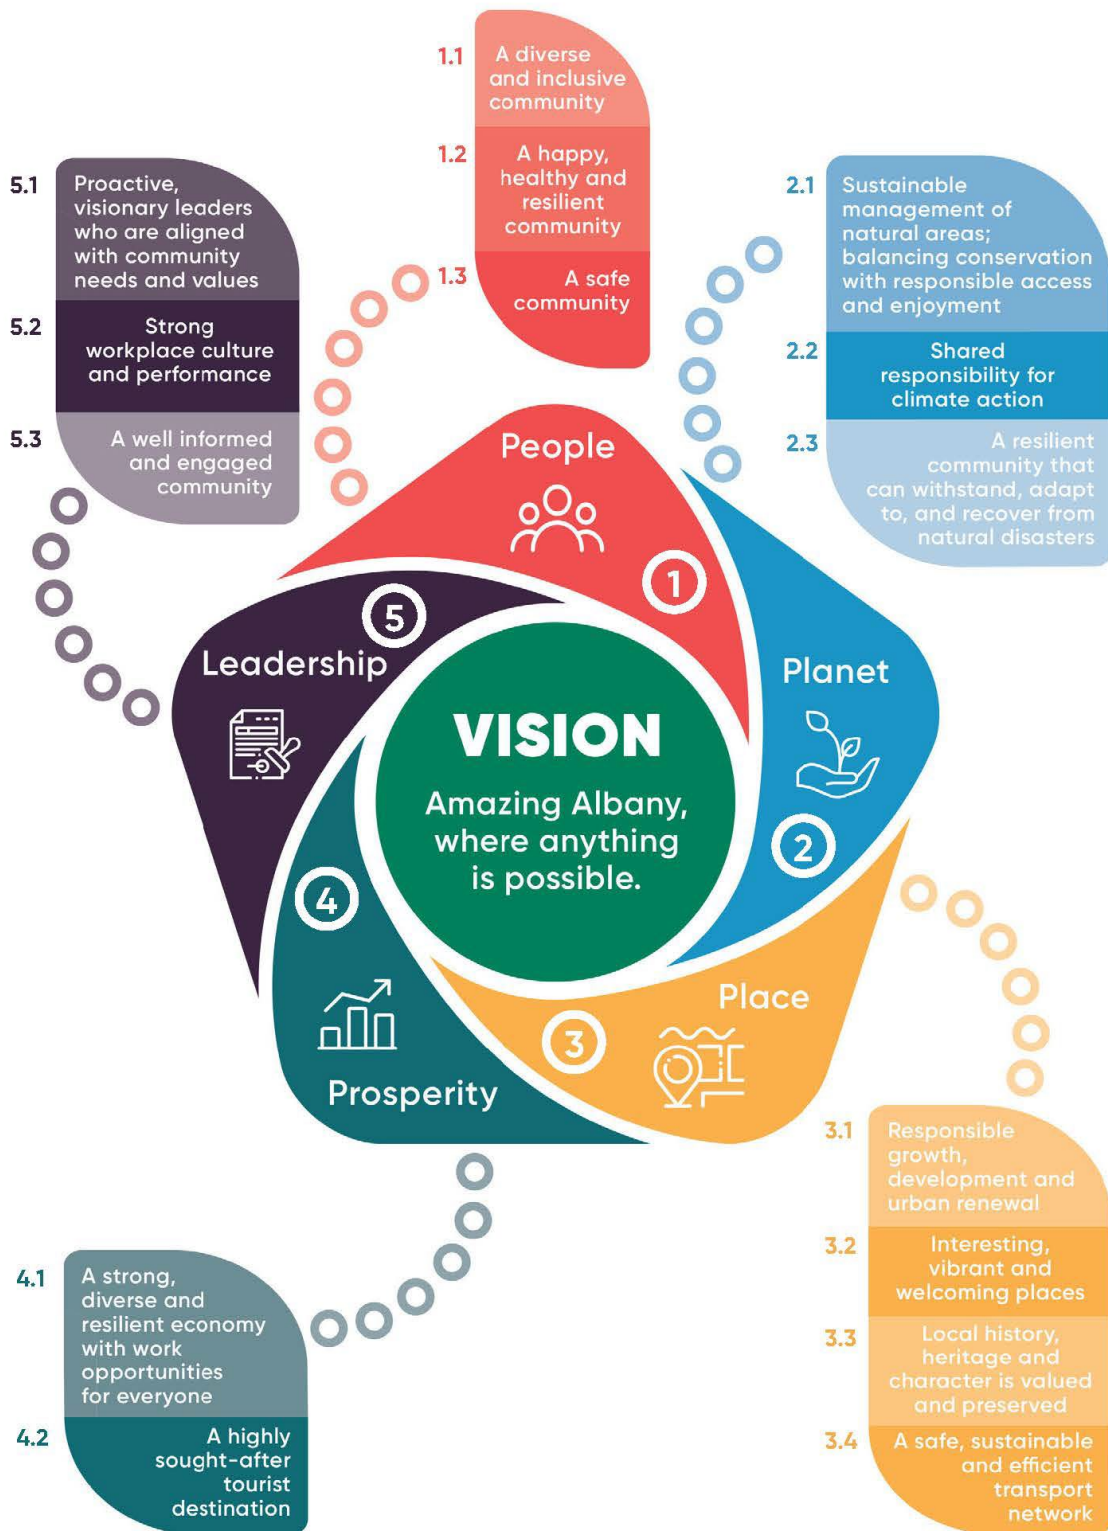 1.1
A diverse
and inclusive
community
1.2
A happy,
healthy and
resilient
community
1.3
A safe
community
5.1
Proactive,
visionary leaders
who are aligned
with community
needs and values
5.2
Strong
workplace culture
and performance
5.3
A well informed
and engaged
community
2.1
Sustainable
management of
natural areas;
balancing conservation
with responsible access
and enjoyment
2.2
Shared
responsibility for
climate action
2.3
A resilient
community that
can withstand, adapt
to, and recover from
natural disasters
People
1
5
Leadership
Planet
2
VISION
Amazing Albany,
where anything
is possible.
4
Prosperity
3
Place
3.1
Responsible
growth,
development and
urban renewal
3.2
Interesting,
vibrant and
welcoming places
3.3
Local history,
heritage and
character is valued
and preserved
3.4
A safe, sustainable
and efficient
transport
network
4.1
A strong,
diverse and
resilient economy
with work
opportunities
for everyone
4.2
A highly
sought-after
tourist
destination